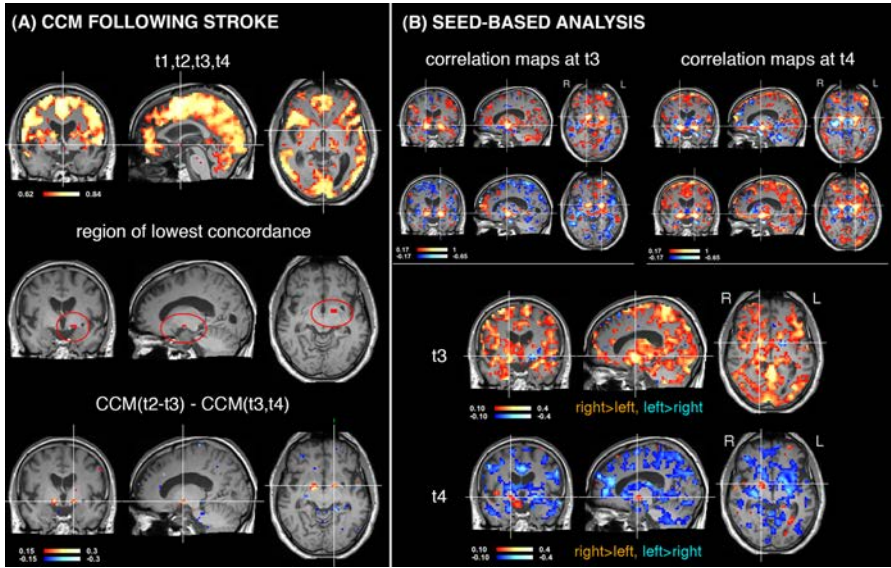 (A) CCM FOLLOWING STROKE
t1,t2,t3,t4
0.62 0.84
region of lowest concordance
CCM(t2-t3) - CCM(t3,t4)
0.15 0.3
-0.15 -0.3
(B) SEED-BASED ANALYSIS
correlation maps at t3
correlation maps at t4
R L
R L
0.17 1
-0.17 -0.65
0.17 1
-0.17 -0.65
R L
t3
0.10 0.4
-0.10 -0.4
right>left, left>right
R L
t4
0.10 0.4
-0.10 -0.4
right>left, left>right